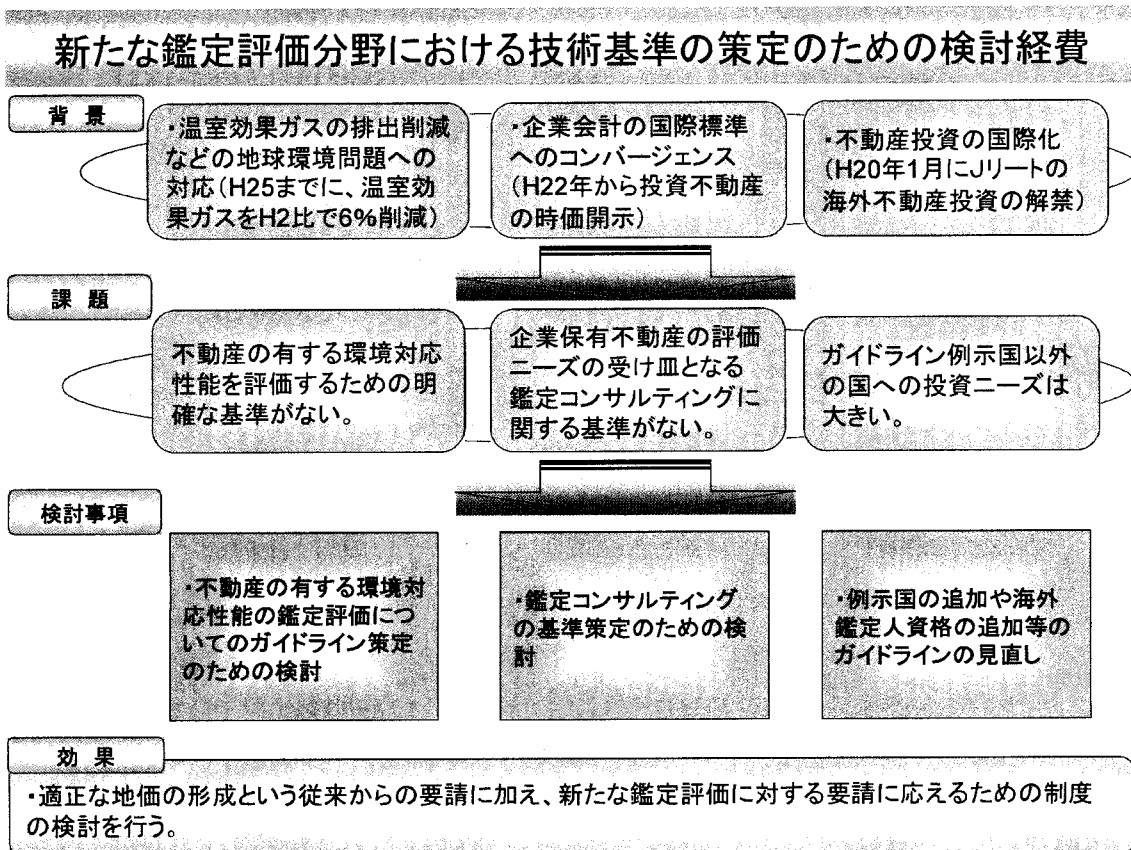 新たな鑑定評価分野における技術基準の策定のための検討経費
背 景
・温室効果ガスの排出削減
などの地球環境問題への
対応(H25までに、温室効
果ガスをH2比で6%削減)
・企業会計の国際標準
へのコンバージェンス
(H22年から投資不動産
の時価開示)
・不動産投資の国際化
(H20年1月にJリートの
海外不動産投資の解禁)
課 題
不動産の有する環境対応
性能を評価するための明
確な基準がない。
企業保有不動産の評価
ニーズの受け皿となる
鑑定コンサルティングに
関する基準がない。
ガイドライン例示国以外
の国への投資ニーズは
大きい。
検討事項
・不動産の有する環境対
応性能の鑑定評価につ
いてのガイドライン策定
のための検討
・鑑定コンサルティング
の基準策定のための検
討
・例示国の追加や海外
鑑定人資格の追加等の
ガイドラインの見直し
効 果
・適正な地価の形成という従来からの要請に加え、新たな鑑定評価に対する要請に応えるための制度
の検討を行う。